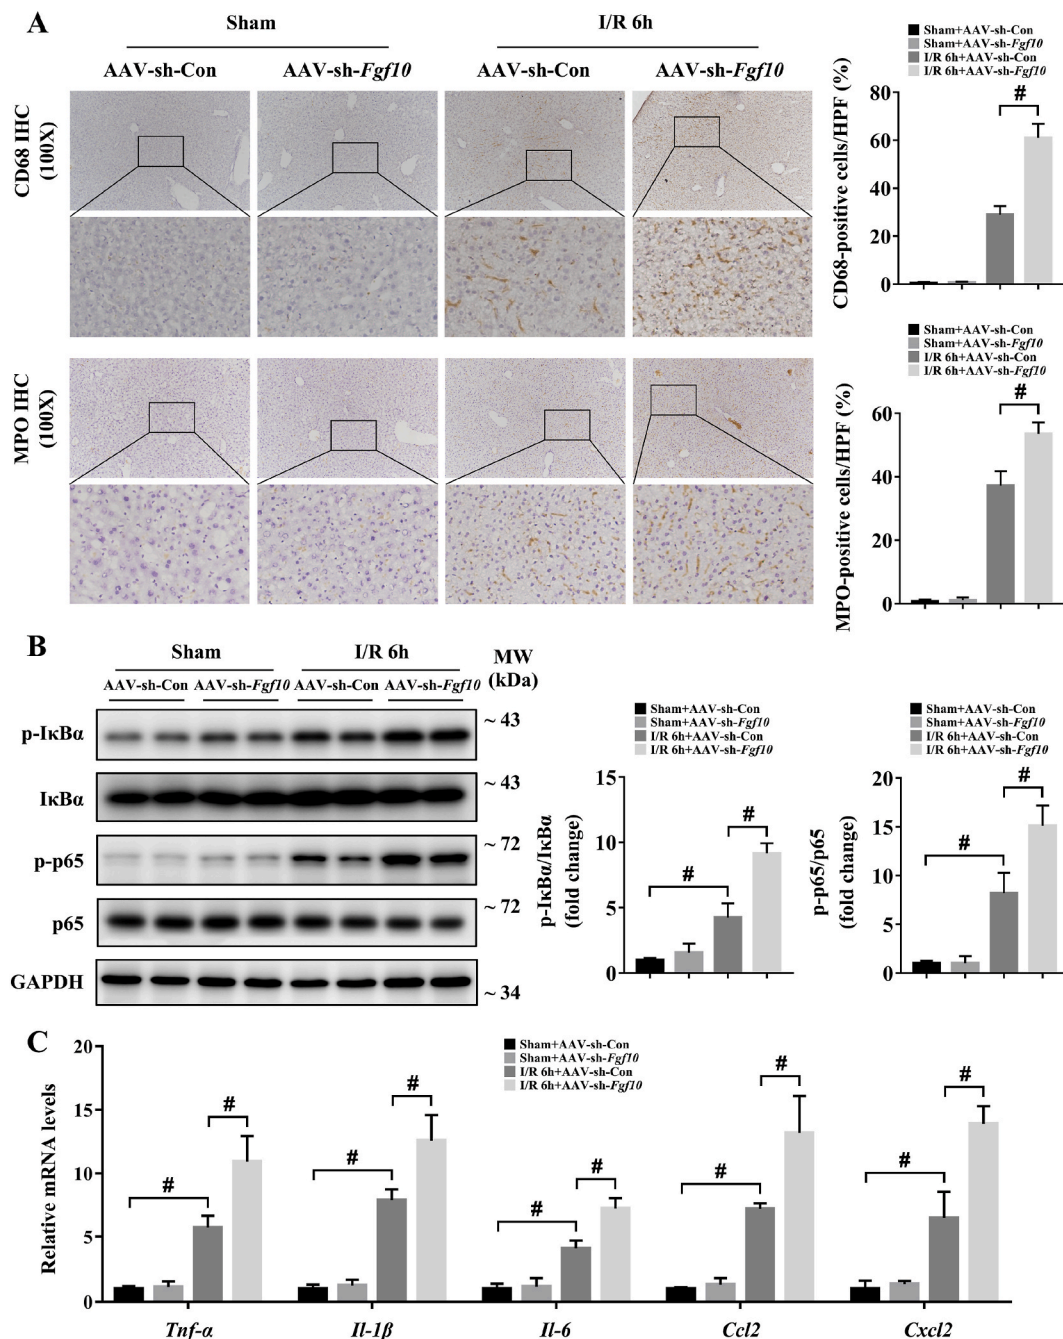 A
Sham
I/R 6h
AAV-sh-Con
AAV-sh-Fgf10
AAV-sh-Con
AAV-sh-Fgf10
CD68 IHC
(100X)
MPO IHC
(100X)
Sham+AAV-sh-Con
Sham+AAV-sh-Fgf10
I/R 6h+AAV-sh-Con
I/R 6h+AAV-sh-Fgf10
CD68-positive cells/HPF (%)
80
60
40
20
0
#
Sham+AAV-sh-Con
Sham+AAV-sh-Fgf10
I/R 6h+AAV-sh-Con
I/R 6h+AAV-sh-Fgf10
MPO-positive cells/HPF (%)
60
40
20
0
#
B
Sham
I/R 6h
MW
(kDa)
AAV-sh-Con
AAV-sh-Fgf10
AAV-sh-Con
AAV-sh-Fgf10
p-IκBα
~ 43
IκBα
~ 43
p-p65
~ 72
p65
~ 72
GAPDH
~ 34
Sham+AAV-sh-Con
Sham+AAV-sh-Fgf10
I/R 6h+AAV-sh-Con
I/R 6h+AAV-sh-Fgf10
p-IκBα/IκBα
(fold change)
15
10
5
0
#
#
Sham+AAV-sh-Con
Sham+AAV-sh-Fgf10
I/R 6h+AAV-sh-Con
I/R 6h+AAV-sh-Fgf10
p-p65/p65
(fold change)
20
15
10
5
0
#
#
C
Sham+AAV-sh-Con
Sham+AAV-sh-Fgf10
I/R 6h+AAV-sh-Con
I/R 6h+AAV-sh-Fgf10
Relative mRNA levels
20
15
10
5
0
#
#
#
#
#
#
#
#
#
#
Tnf-α
Il-1β
Il-6
Ccl2
Cxcl2